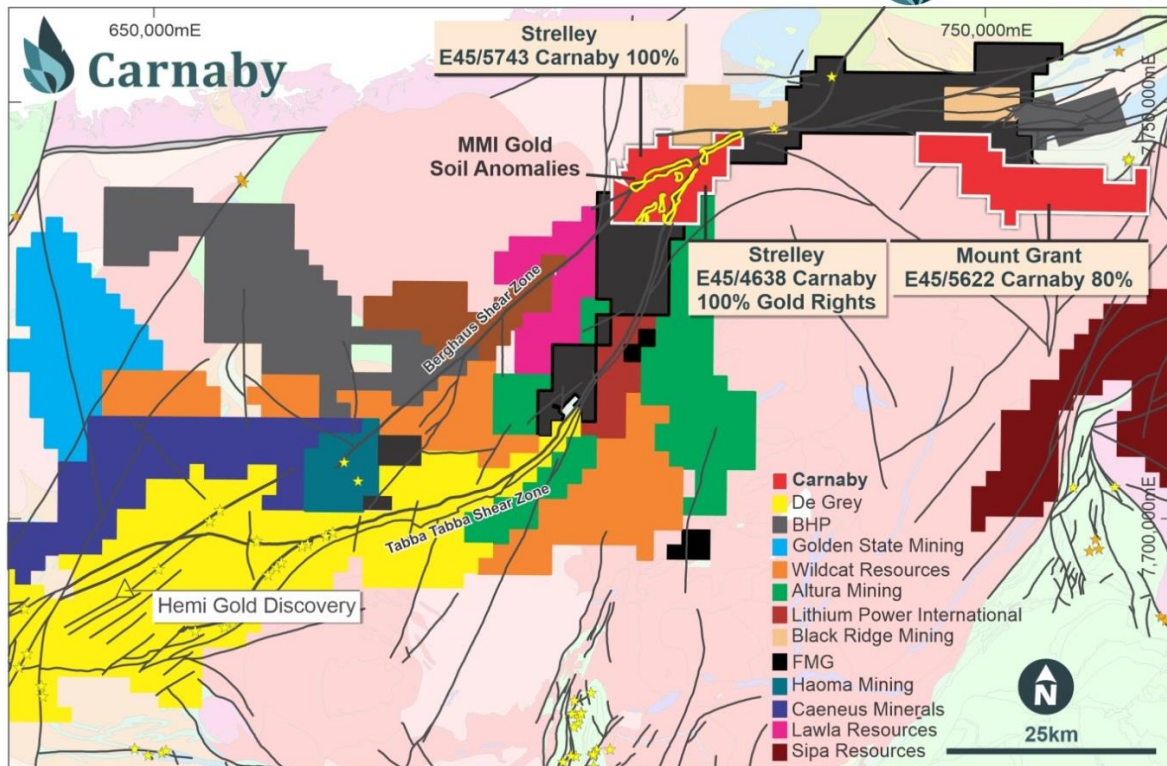 650,000mE
750,000mE
Carnaby
Strelley
E45/5743 Carnaby 100%
MMI Gold
Soil Anomalies
7,750,000mE
Strelley
E45/4638 Carnaby
100% Gold Rights
Mount Grant
E45/5622 Carnaby 80%
Berghaus Shear Zone
Tabba Tabba Shear Zone
Hemi Gold Discovery
7,700,000mE
Carnaby
De Grey
BHP
Golden State Mining
Wildcat Resources
Altura Mining
Lithium Power International
Black Ridge Mining
FMG
Haoma Mining
Caeneus Minerals
Lawla Resources
Sipa Resources
N
25km